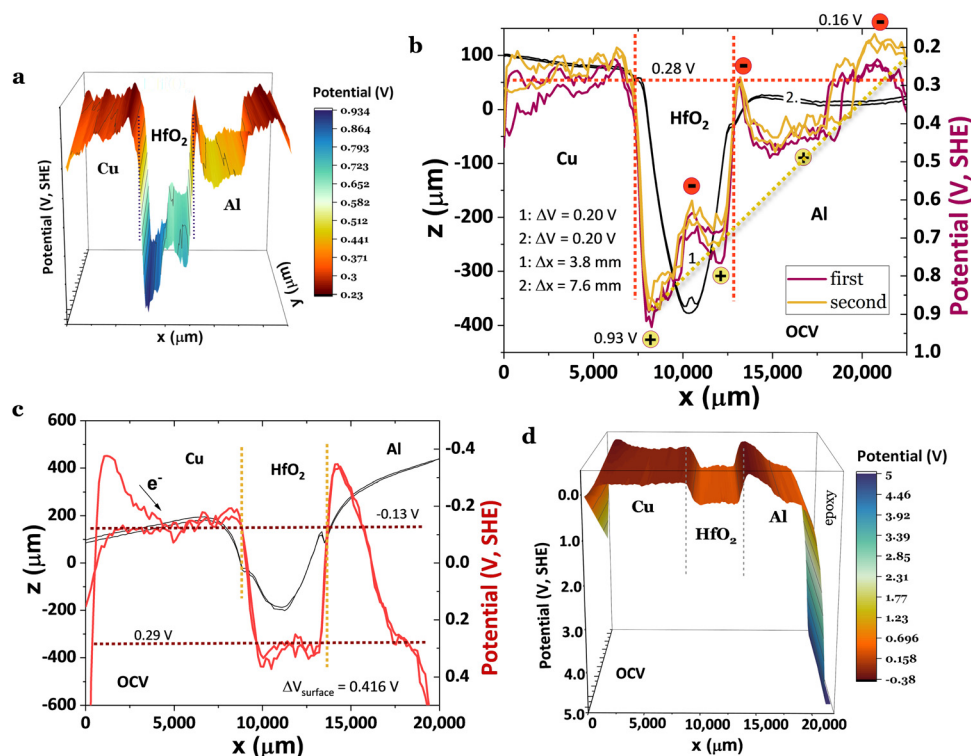 a
Potential (V)
0.934
0.864
0.793
0.723
0.652
0.582
0.512
0.441
0.371
0.3
0.23
HfO₂
Cu
Al
Potential (V, SHE)
y (μm)
x (μm)
b
0.16 V
-
0.28 V
-
2.
HfO₂
Cu
Al
-
+
1: ΔV = 0.20 V
2: ΔV = 0.20 V
1: Δx = 3.8 mm
2: Δx = 7.6 mm
1.
+
+
0.93 V
first
second
OCV
100
0
-100
-200
-300
-400
z (μm)
0.2
0.3
0.4
0.5
0.6
0.7
0.8
0.9
1.0
Potential (V, SHE)
0
5,000
10,000
15,000
20,000
x (μm)
c
600
400
200
0
-200
-400
-600
z (μm)
Cu
HfO₂
Al
e⁻
-0.13 V
0.29 V
OCV
ΔVsurface = 0.416 V
-0.4
-0.2
0.0
0.2
0.4
Potential (V, SHE)
0
5,000
10,000
15,000
20,000
x (μm)
d
Potential (V)
5
4.46
3.92
3.39
2.85
2.31
1.77
1.23
0.696
0.158
-0.38
Cu
HfO₂
Al
epoxy
0.0
1.0
2.0
3.0
4.0
5.0
Potential (V, SHE)
OCV
0
5,000
10,000
15,000
20,000
x (μm)